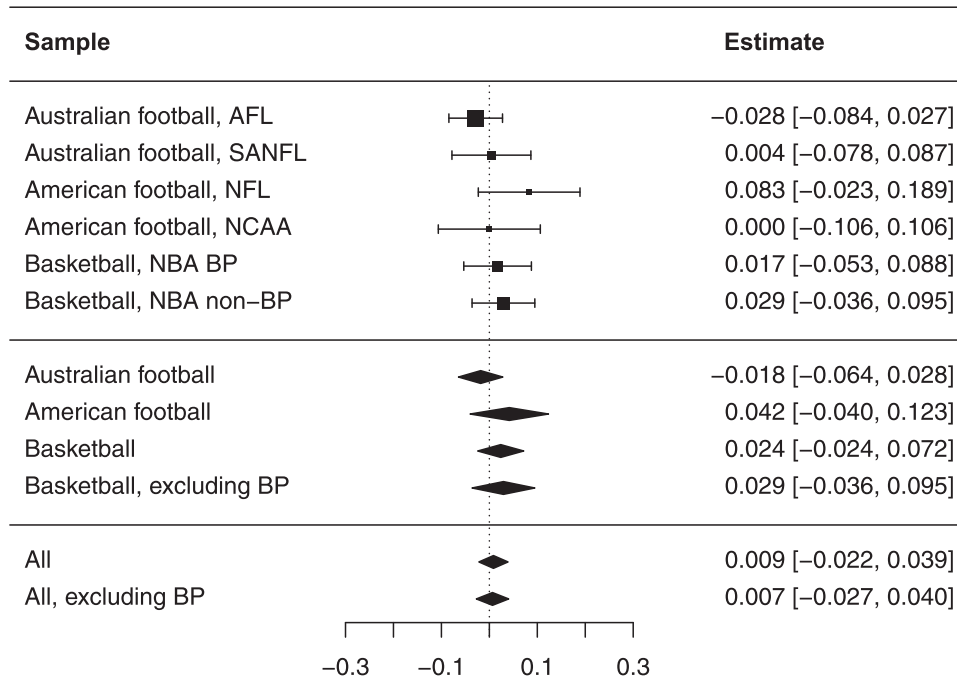 Sample Estimate
Australian football, AFL −0.028 [−0.084, 0.027]
Australian football, SANFL 0.004 [−0.078, 0.087]
American football, NFL 0.083 [−0.023, 0.189]
American football, NCAA 0.000 [−0.106, 0.106]
Basketball, NBA BP 0.017 [−0.053, 0.088]
Basketball, NBA non−BP 0.029 [−0.036, 0.095]
Australian football −0.018 [−0.064, 0.028]
American football 0.042 [−0.040, 0.123]
Basketball 0.024 [−0.024, 0.072]
Basketball, excluding BP 0.029 [−0.036, 0.095]
All 0.009 [−0.022, 0.039]
All, excluding BP 0.007 [−0.027, 0.040]
−0.3 −0.1 0.1 0.3